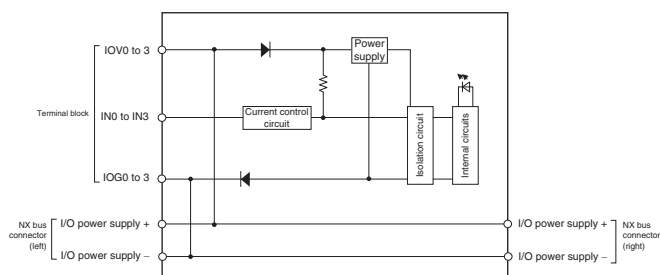 IOV0 to 3
Power
supply
Terminal block
IN0 to IN3
Current control
circuit
Isolation circuit
Internal circuits
IOG0 to 3
NX bus
connector
(left)
I/O power supply +
I/O power supply –
I/O power supply +
I/O power supply –
NX bus
connector
(right)